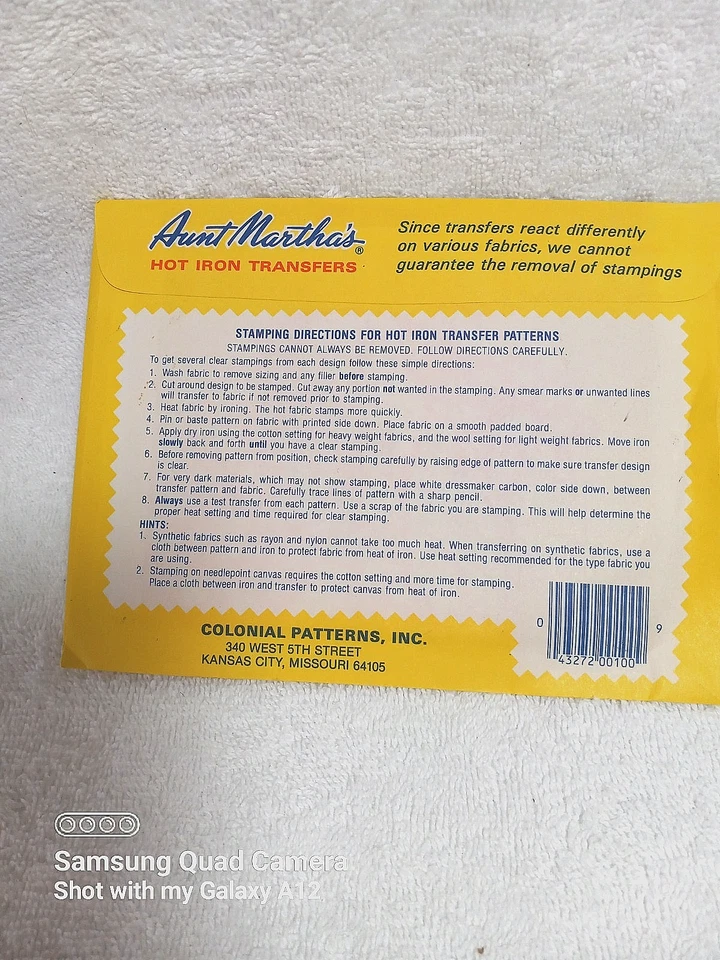 Aunt Martha's®
HOT IRON TRANSFERS
Since transfers react differently
on various fabrics, we cannot
guarantee the removal of stampings
STAMPING DIRECTIONS FOR HOT IRON TRANSFER PATTERNS
STAMPINGS CANNOT ALWAYS BE REMOVED. FOLLOW DIRECTIONS CAREFULLY.
To get several clear stampings from each design follow these simple directions:
1. Wash fabric to remove sizing and any filler before stamping.
2. Cut around design to be stamped. Cut away any portion not wanted in the stamping. Any smear marks or unwanted lines
will transfer to fabric if not removed prior to stamping.
3. Heat fabric by ironing. The hot fabric stamps more quickly.
4. Pin or baste pattern on fabric with printed side down. Place fabric on a smooth padded board.
5. Apply dry iron using the cotton setting for heavy weight fabrics, and the wool setting for light weight fabrics. Move iron
slowly back and forth until you have a clear stamping.
6. Before removing pattern from position, check stamping carefully by raising edge of pattern to make sure transfer design
is clear.
7. For very dark materials, which may not show stamping, place white dressmaker carbon, color side down, between
transfer pattern and fabric. Carefully trace lines of pattern with a sharp pencil.
8. Always use a test transfer from each pattern. Use a scrap of the fabric you are stamping. This will help determine the
proper heat setting and time required for clear stamping.
HINTS:
1. Synthetic fabrics such as rayon and nylon cannot take too much heat. When transferring on synthetic fabrics, use a
cloth between pattern and iron to protect fabric from heat of iron. Use heat setting recommended for the type fabric you
are using.
2. Stamping on needlepoint canvas requires the cotton setting and more time for stamping.
Place a cloth between iron and transfer to protect canvas from heat of iron.
COLONIAL PATTERNS, INC.
340 WEST 5TH STREET
KANSAS CITY, MISSOURI 64105
0 43272 00100 9
Samsung Quad Camera
Shot with my Galaxy A12